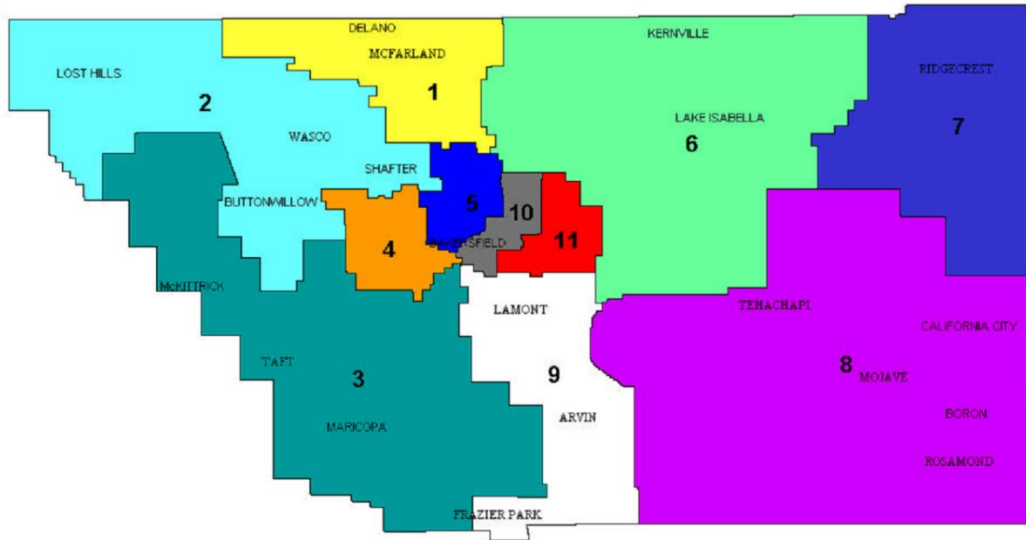 DELANO
KERNVILLE
MCFARLAND
RIDGECREST
LOST HILLS
1
2
LAKE ISABELLA
7
WASCO
6
SHAFTER
BUTTONWILLOW
5
10
11
4
BAKERSFIELD
McKITTRICK
LAMONT
TEHACHAPI
CALIFORNIA CITY
TAFT
3
9
8
MOJAVE
ARVIN
BORON
MARICOPA
ROSAMOND
FRAZIER PARK